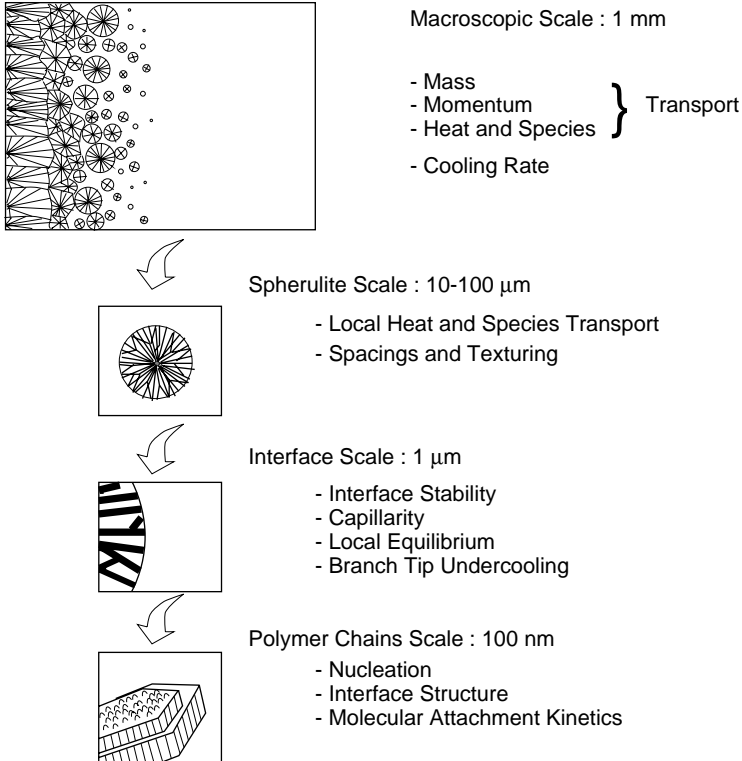 Macroscopic Scale : 1 mm
- Mass
- Momentum
- Heat and Species
} Transport
- Cooling Rate
Spherulite Scale : 10-100 μm
- Local Heat and Species Transport
- Spacings and Texturing
Interface Scale : 1 μm
- Interface Stability
- Capillarity
- Local Equilibrium
- Branch Tip Undercooling
Polymer Chains Scale : 100 nm
- Nucleation
- Interface Structure
- Molecular Attachment Kinetics